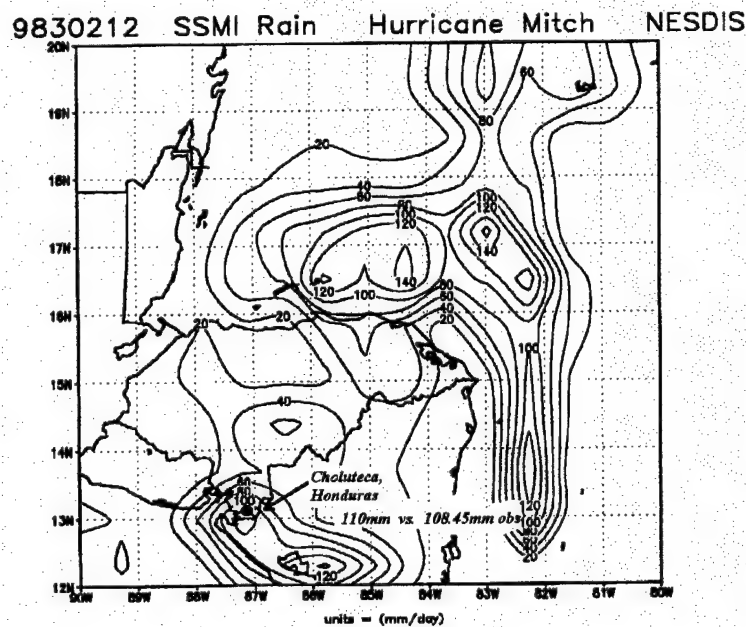 9830212 SSMI Rain Hurricane Mitch NESDIS
20N
19N
18N
17N
16N
15N
14N
13N
12N
60
80
20
40
60
80
100
120
100
120
140
120
100
140
80
60
40
20
20
20
100
40
60
80
100
Choluteca,
Honduras
110mm vs. 108.45mm obs
120
100
80
60
40
20
120
90W 89W 88W 87W 86W 85W 84W 83W 82W 81W 80W
units = (mm/day)